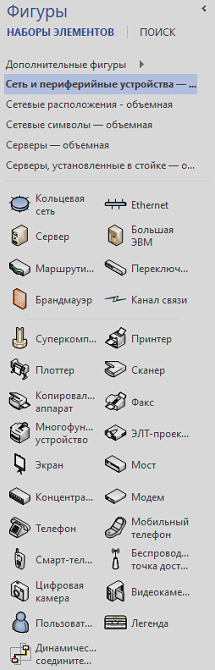 Фигуры
НАБОРЫ ЭЛЕМЕНТОВ ПОИСК
Дополнительные фигуры
Сеть и периферийные устройства — ...
Сетевые расположения - объемная
Сетевые символы — объемная
Серверы — объемная
Серверы, установленные в стойке — о...
Кольцевая сеть
Ethernet
Сервер
Большая ЭВМ
Маршрути...
Переключ...
Брандмауэр
Канал связи
Суперкомп...
Принтер
Плоттер
Сканер
Копировал... аппарат
Факс
Многофун... устройство
ЭЛТ-проек...
Экран
Мост
Концентра...
Модем
Телефон
Мобильный телефон
Смарт-тел...
Беспровод... точка дост...
Цифровая камера
Видеокаме...
Пользоват...
Легенда
Динамичес... соедините...